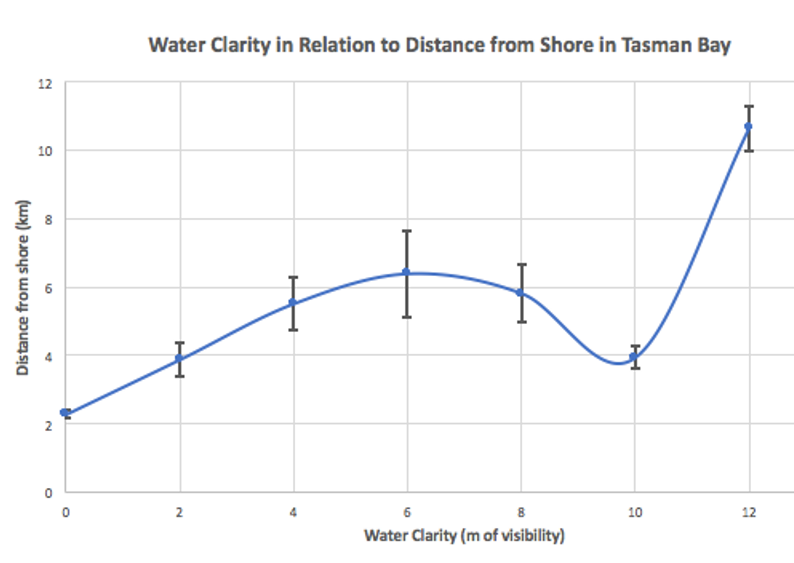 Water Clarity in Relation to Distance from Shore in Tasman Bay
12
10
8
6
4
2
0
Distance from shore (km)
0 2 4 6 8 10 12
Water Clarity (m of visibility)